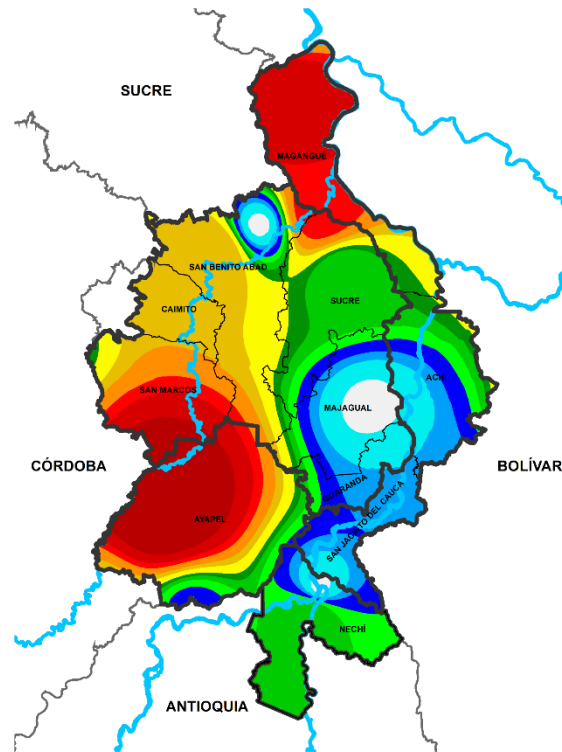 SUCRE
MAGANGUÉ
SAN BENITO ABAD
CAIMITO
SUCRE
ACHÍ
SAN MARCOS
MAJAGUAL
CÓRDOBA
BOLÍVAR
GUARANDA
AYAPEL
SAN JACINTO DEL CAUCA
NECHÍ
ANTIOQUIA